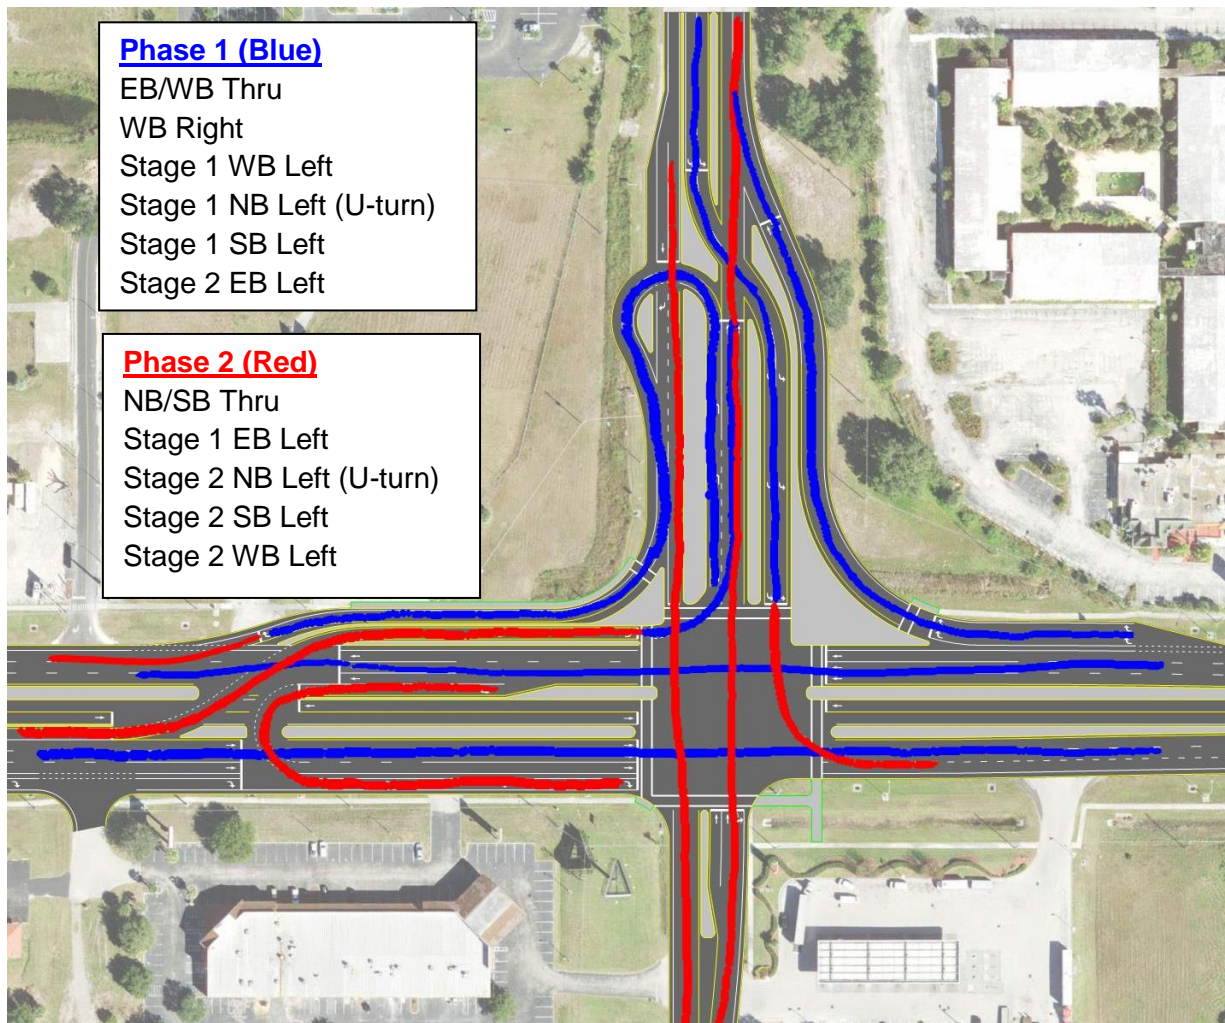 Phase 1 (Blue)
EB/WB Thru
WB Right
Stage 1 WB Left
Stage 1 NB Left (U-turn)
Stage 1 SB Left
Stage 2 EB Left
Phase 2 (Red)
NB/SB Thru
Stage 1 EB Left
Stage 2 NB Left (U-turn)
Stage 2 SB Left
Stage 2 WB Left